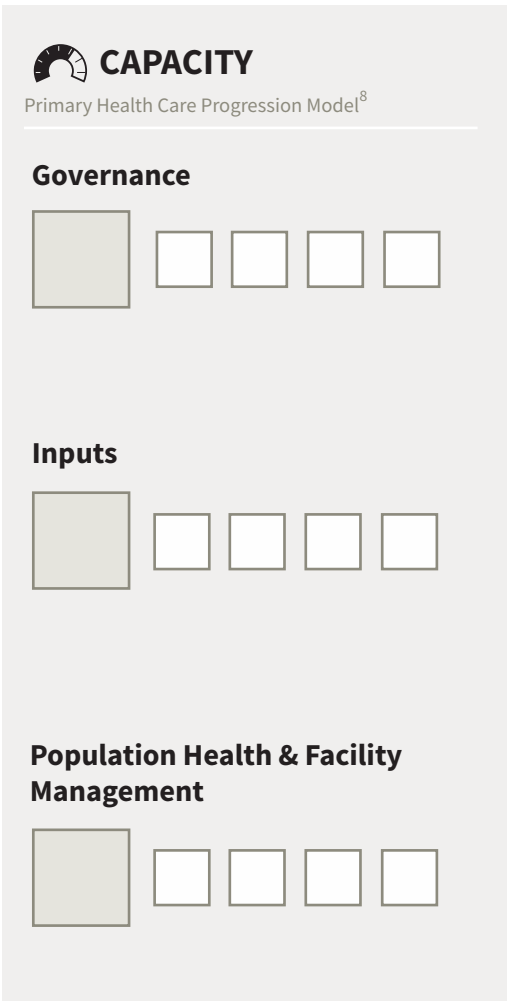 CAPACITY
Primary Health Care Progression Model⁸
Governance
Inputs
Population Health & Facility
Management